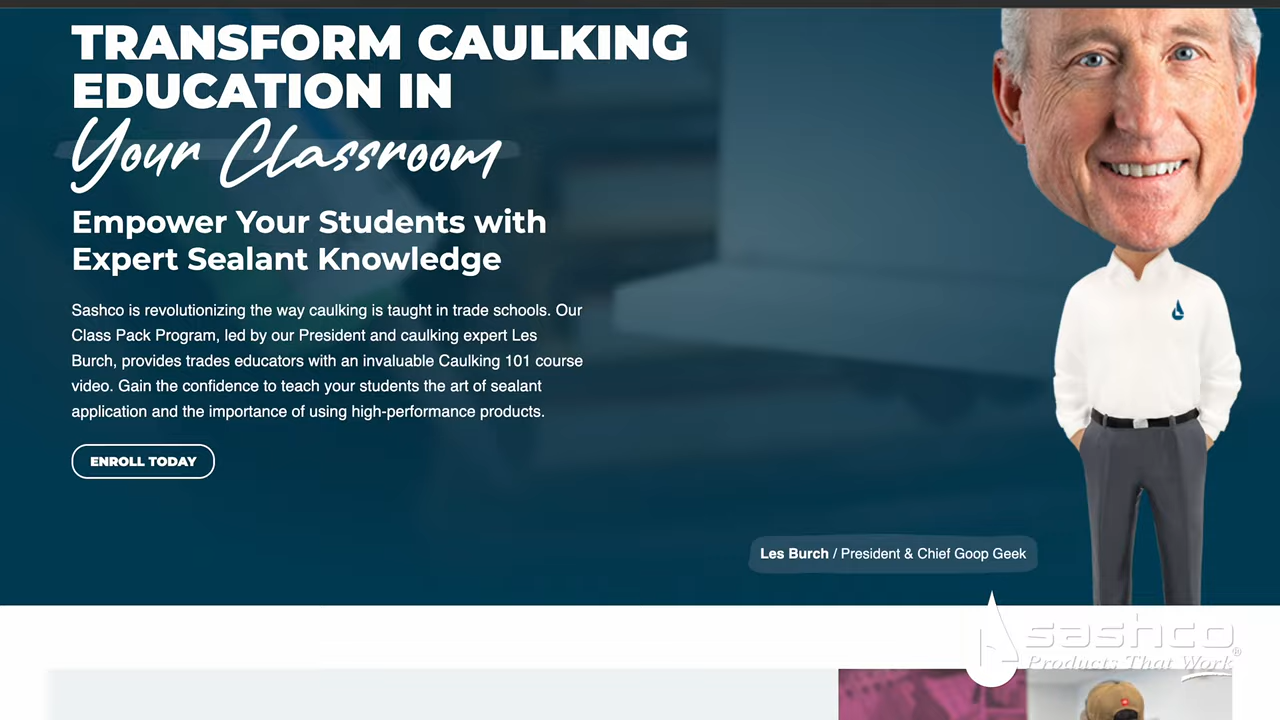 TRANSFORM CAULKING
EDUCATION IN
Your Classroom
Empower Your Students with
Expert Sealant Knowledge
Sashco is revolutionizing the way caulking is taught in trade schools. Our
Class Pack Program, led by our President and caulking expert Les
Burch, provides trades educators with an invaluable Caulking 101 course
video. Gain the confidence to teach your students the art of sealant
application and the importance of using high-performance products.
ENROLL TODAY
Les Burch / President & Chief Goop Geek
sashco
Products That Work®